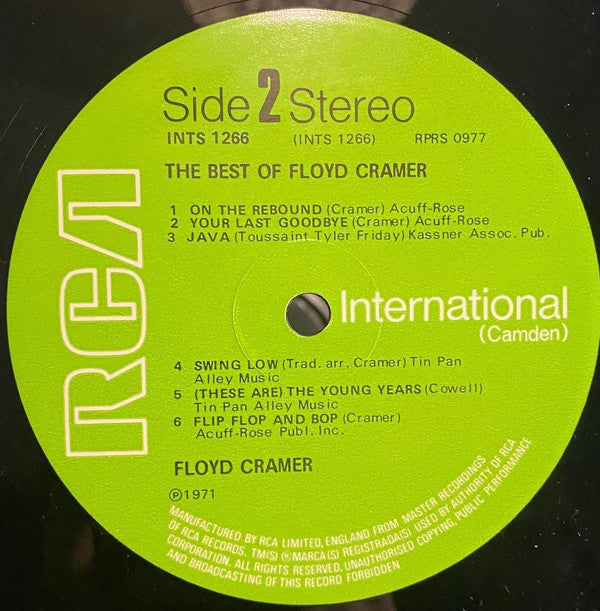 Side 2 Stereo
INTS 1266 (INTS 1266) RPRS 0977
THE BEST OF FLOYD CRAMER
1 ON THE REBOUND (Cramer) Acuff-Rose
2 YOUR LAST GOODBYE (Cramer) Acuff-Rose
3 JAVA (Toussaint Tyler Friday) Kassner Assoc. Pub.
RCA
International
(Camden)
4 SWING LOW (Trad. arr. Cramer) Tin Pan
Alley Music
5 (THESE ARE) THE YOUNG YEARS (Cowell)
Tin Pan Alley Music
6 FLIP FLOP AND BOP (Cramer)
Acuff-Rose Publ. Inc.
FLOYD CRAMER
℗1971
MANUFACTURED BY RCA LIMITED, ENGLAND FROM MASTER RECORDINGS
OF RCA RECORDS, TM(S) ® MARCA(S) REGISTRADA(S) USED BY AUTHORITY OF RCA
CORPORATION. ALL RIGHTS RESERVED, UNAUTHORISED COPYING, PUBLIC PERFORMANCE
AND BROADCASTING OF THIS RECORD FORBIDDEN